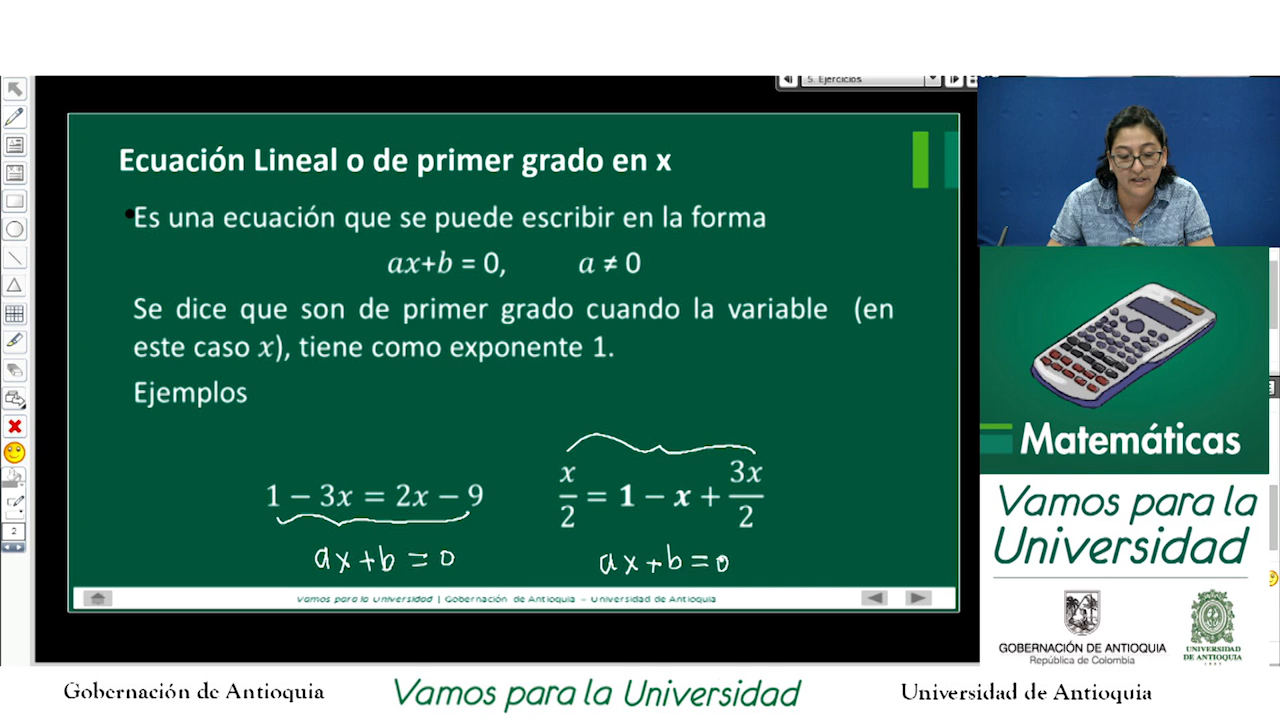 5. Ejercicios
Ecuación Lineal o de primer grado en x
•Es una ecuación que se puede escribir en la forma
ax+b = 0, a ≠ 0
Se dice que son de primer grado cuando la variable (en
este caso x), tiene como exponente 1.
Ejemplos
1 − 3x = 2x − 9
x/2 = 1 − x + 3x/2
ax+b=0
ax+b=0
Vamos para la Universidad | Gobernación de Antioquia – Universidad de Antioquia
2
Matemáticas
Vamos para la
Universidad
GOBERNACIÓN DE ANTIOQUIA
República de Colombia
UNIVERSIDAD
DE ANTIOQUIA
Gobernación de Antioquia
Vamos para la Universidad
Universidad de Antioquia